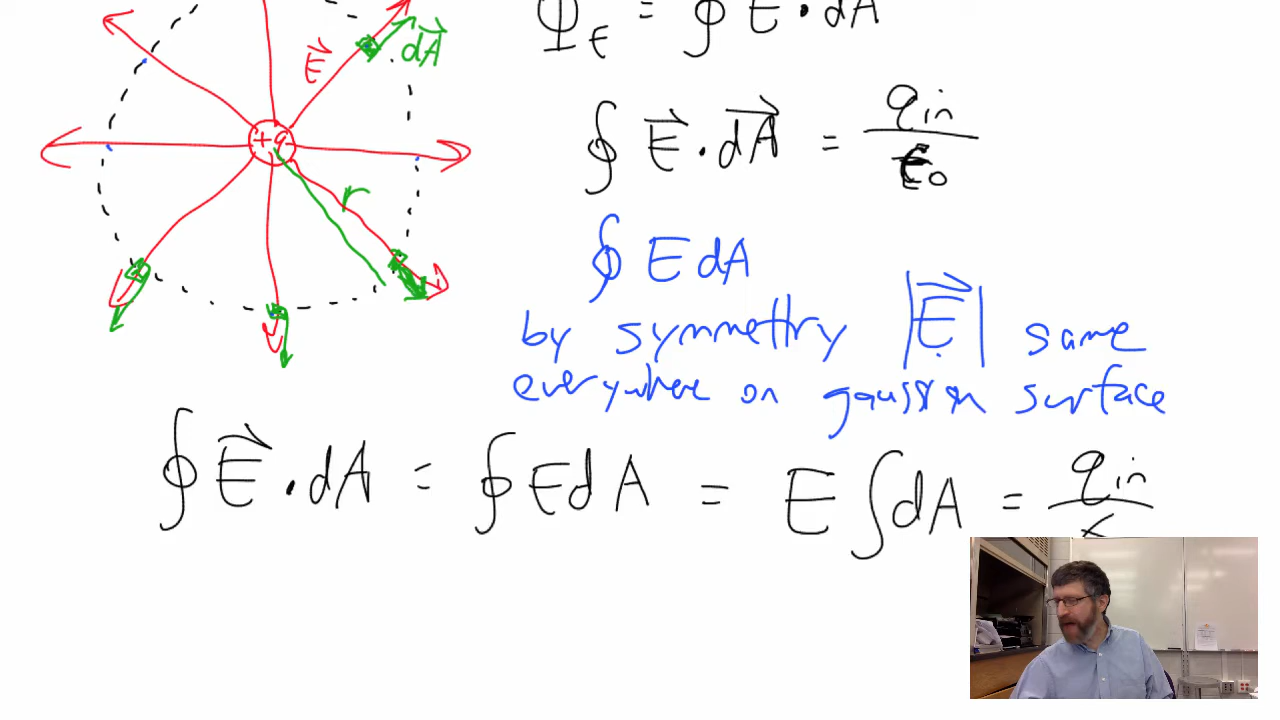 Φ_E = ∮ E · dA
E⃗
dA⃗
+q
r
∮ E⃗ · dA⃗ = q_in / ε₀
∮ E dA
by symmetry |E⃗| same
everywhere on gaussian surface
∮ E⃗ · dA = ∮ E dA = E ∫ dA = q_in / ε